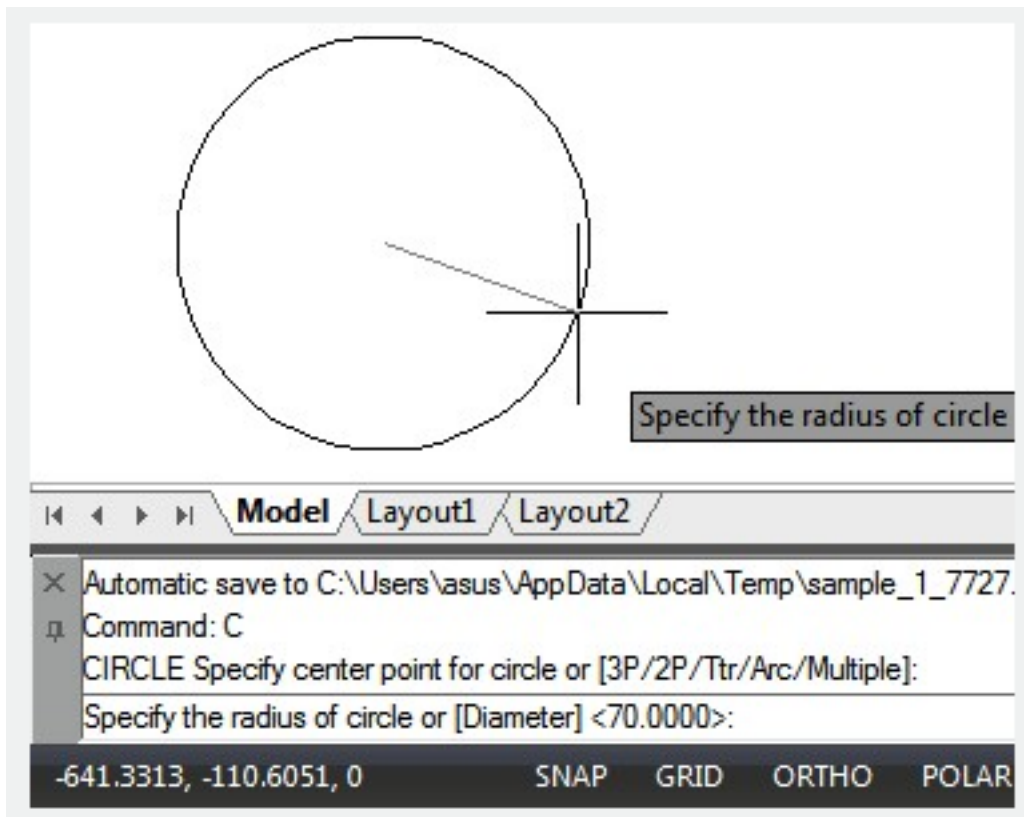 Specify the radius of circle
Model Layout1 Layout2
Automatic save to C:\Users\asus\AppData\Local\Temp\sample_1_7727.
Command: C
CIRCLE Specify center point for circle or [3P/2P/Ttr/Arc/Multiple]:
Specify the radius of circle or [Diameter] <70.0000>:
-641.3313, -110.6051, 0 SNAP GRID ORTHO POLAR